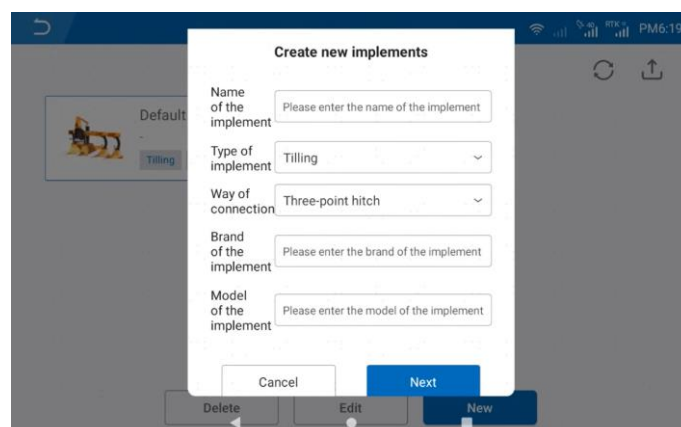 4G
RTK
PM6:19
Create new implements
Name
of the
implement
Please enter the name of the implement
Default
-
Tilling
Type of
implement
Tilling
Way of
connection
Three-point hitch
Brand
of the
implement
Please enter the brand of the implement
Model
of the
implement
Please enter the model of the implement
Cancel
Next
Delete
Edit
New